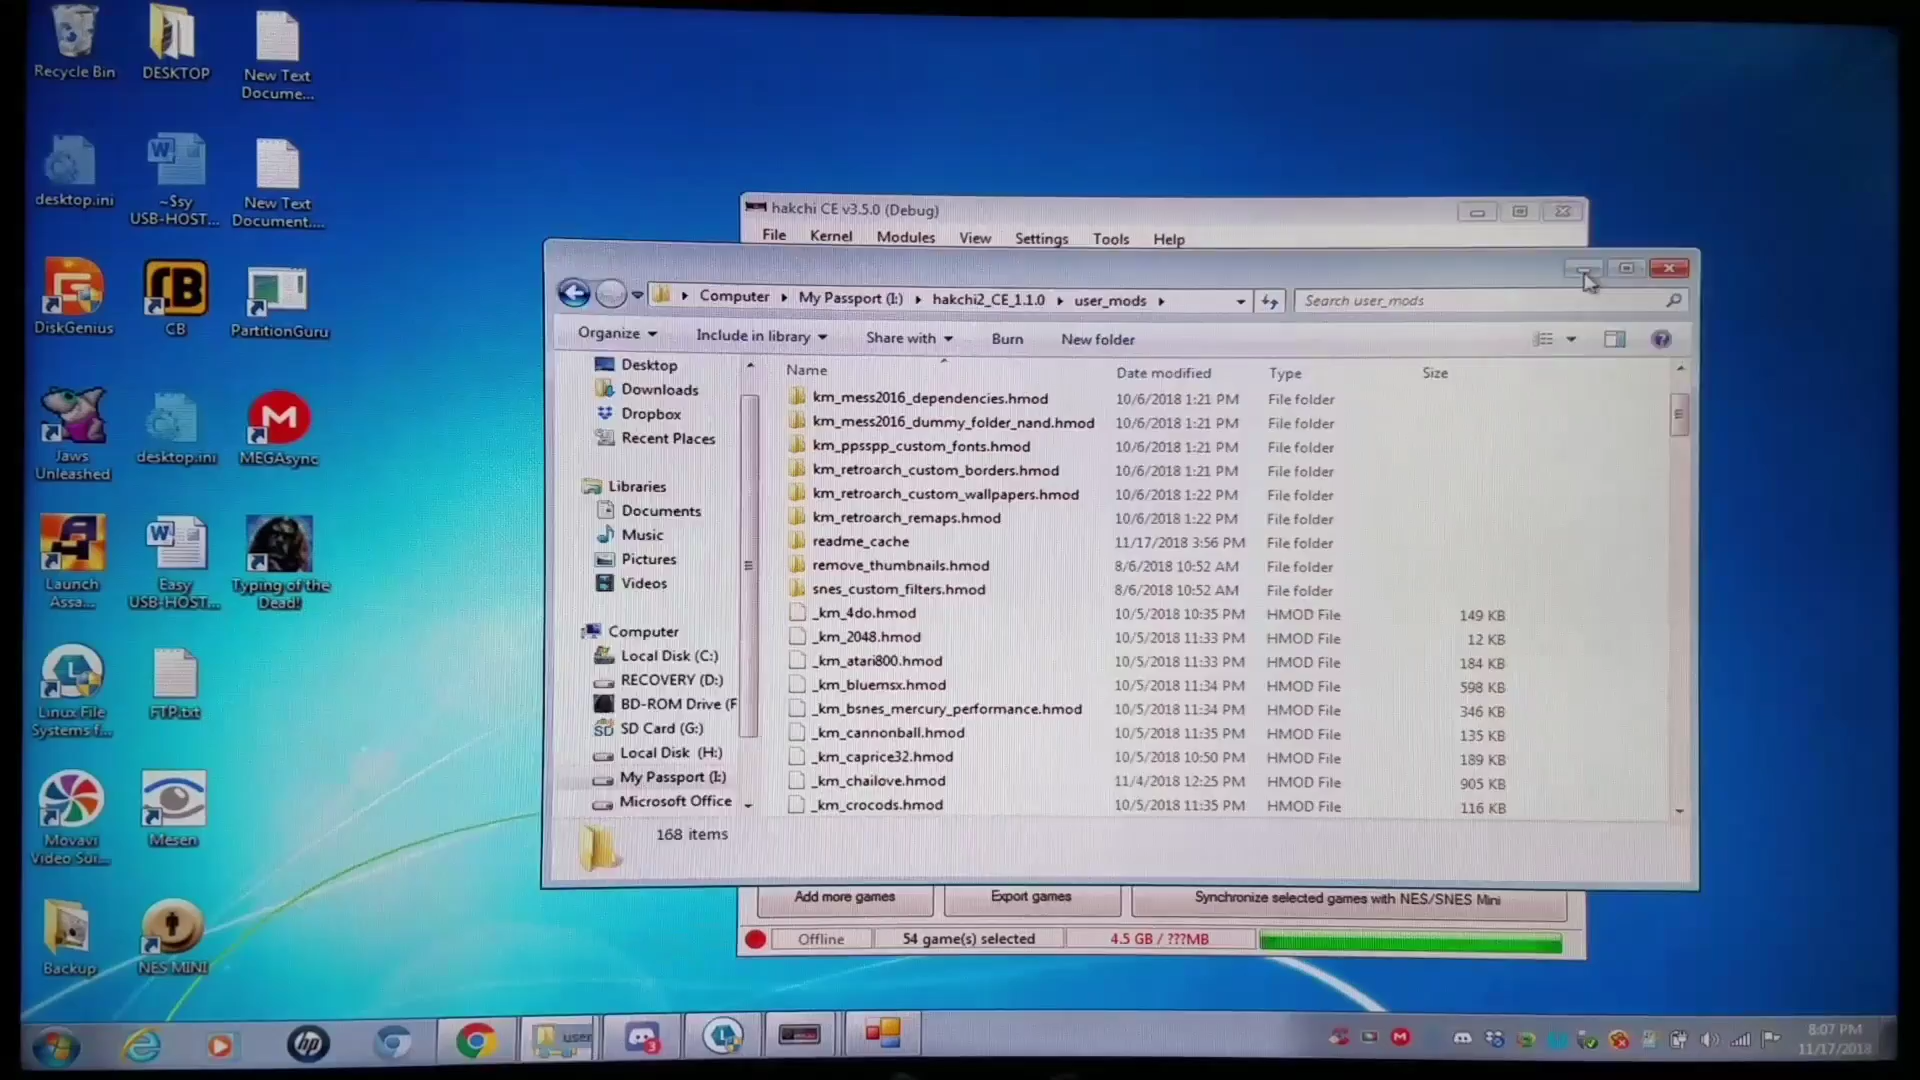 Recycle Bin
DESKTOP
New Text
Docume...
desktop.ini
~$sy
USB-HOST...
New Text
Document....
DiskGenius
CB
PartitionGuru
Jaws
Unleashed
desktop.ini
MEGAsync
Launch
Assa...
Easy
USB-HOST...
Typing of the
Dead!
Linux File
Systems f...
FTP.txt
Movavi
Video Sui...
Mesen
Backup
NES MINI
hakchi CE v3.5.0 (Debug)
File Kernel Modules View Settings Tools Help
Computer My Passport (I:) hakchi2_CE_1.1.0 user_mods
Search user_mods
Organize Include in library Share with Burn New folder
Desktop
Downloads
Dropbox
Recent Places
Libraries
Documents
Music
Pictures
Videos
Computer
Local Disk (C:)
RECOVERY (D:)
BD-ROM Drive (F
SD Card (G:)
Local Disk (H:)
My Passport (I:)
Microsoft Office
Name Date modified Type Size
km_mess2016_dependencies.hmod 10/6/2018 1:21 PM File folder
km_mess2016_dummy_folder_nand.hmod 10/6/2018 1:21 PM File folder
km_ppsspp_custom_fonts.hmod 10/6/2018 1:21 PM File folder
km_retroarch_custom_borders.hmod 10/6/2018 1:21 PM File folder
km_retroarch_custom_wallpapers.hmod 10/6/2018 1:22 PM File folder
km_retroarch_remaps.hmod 10/6/2018 1:22 PM File folder
readme_cache 11/17/2018 3:56 PM File folder
remove_thumbnails.hmod 8/6/2018 10:52 AM File folder
snes_custom_filters.hmod 8/6/2018 10:52 AM File folder
_km_4do.hmod 10/5/2018 10:35 PM HMOD File 149 KB
_km_2048.hmod 10/5/2018 11:33 PM HMOD File 12 KB
_km_atari800.hmod 10/5/2018 11:33 PM HMOD File 184 KB
_km_bluemsx.hmod 10/5/2018 11:34 PM HMOD File 598 KB
_km_bsnes_mercury_performance.hmod 10/5/2018 11:34 PM HMOD File 346 KB
_km_cannonball.hmod 10/5/2018 11:35 PM HMOD File 135 KB
_km_caprice32.hmod 10/5/2018 10:50 PM HMOD File 189 KB
_km_chailove.hmod 11/4/2018 12:25 PM HMOD File 905 KB
_km_crocods.hmod 10/5/2018 11:35 PM HMOD File 116 KB
168 items
Add more games Export games Synchronize selected games with NES/SNES Mini
Offline 54 game(s) selected 4.5 GB / ???MB
user
3
8:07 PM
11/17/2018